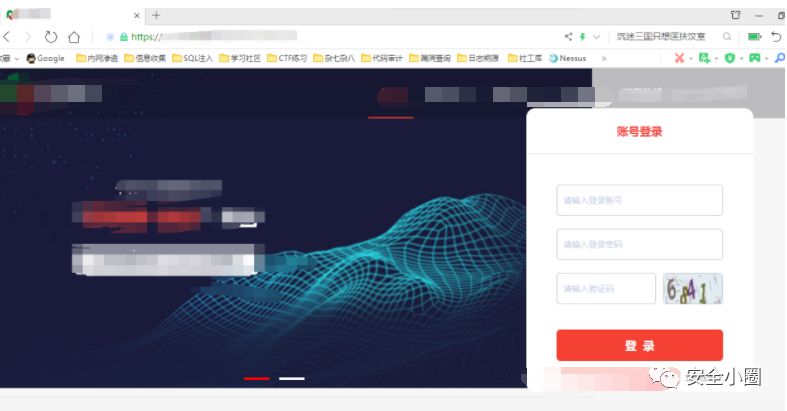 https://
沉迷三国只想匡扶汉室
收藏 Google 内网渗透 信息收集 SQL注入 学习社区 CTF练习 杂七杂八 代码审计 漏洞查询 日志溯源 社工库 Nessus »
账号登录
请输入登录账号
请输入登录密码
请输入验证码
6841
登 录
安全小圈